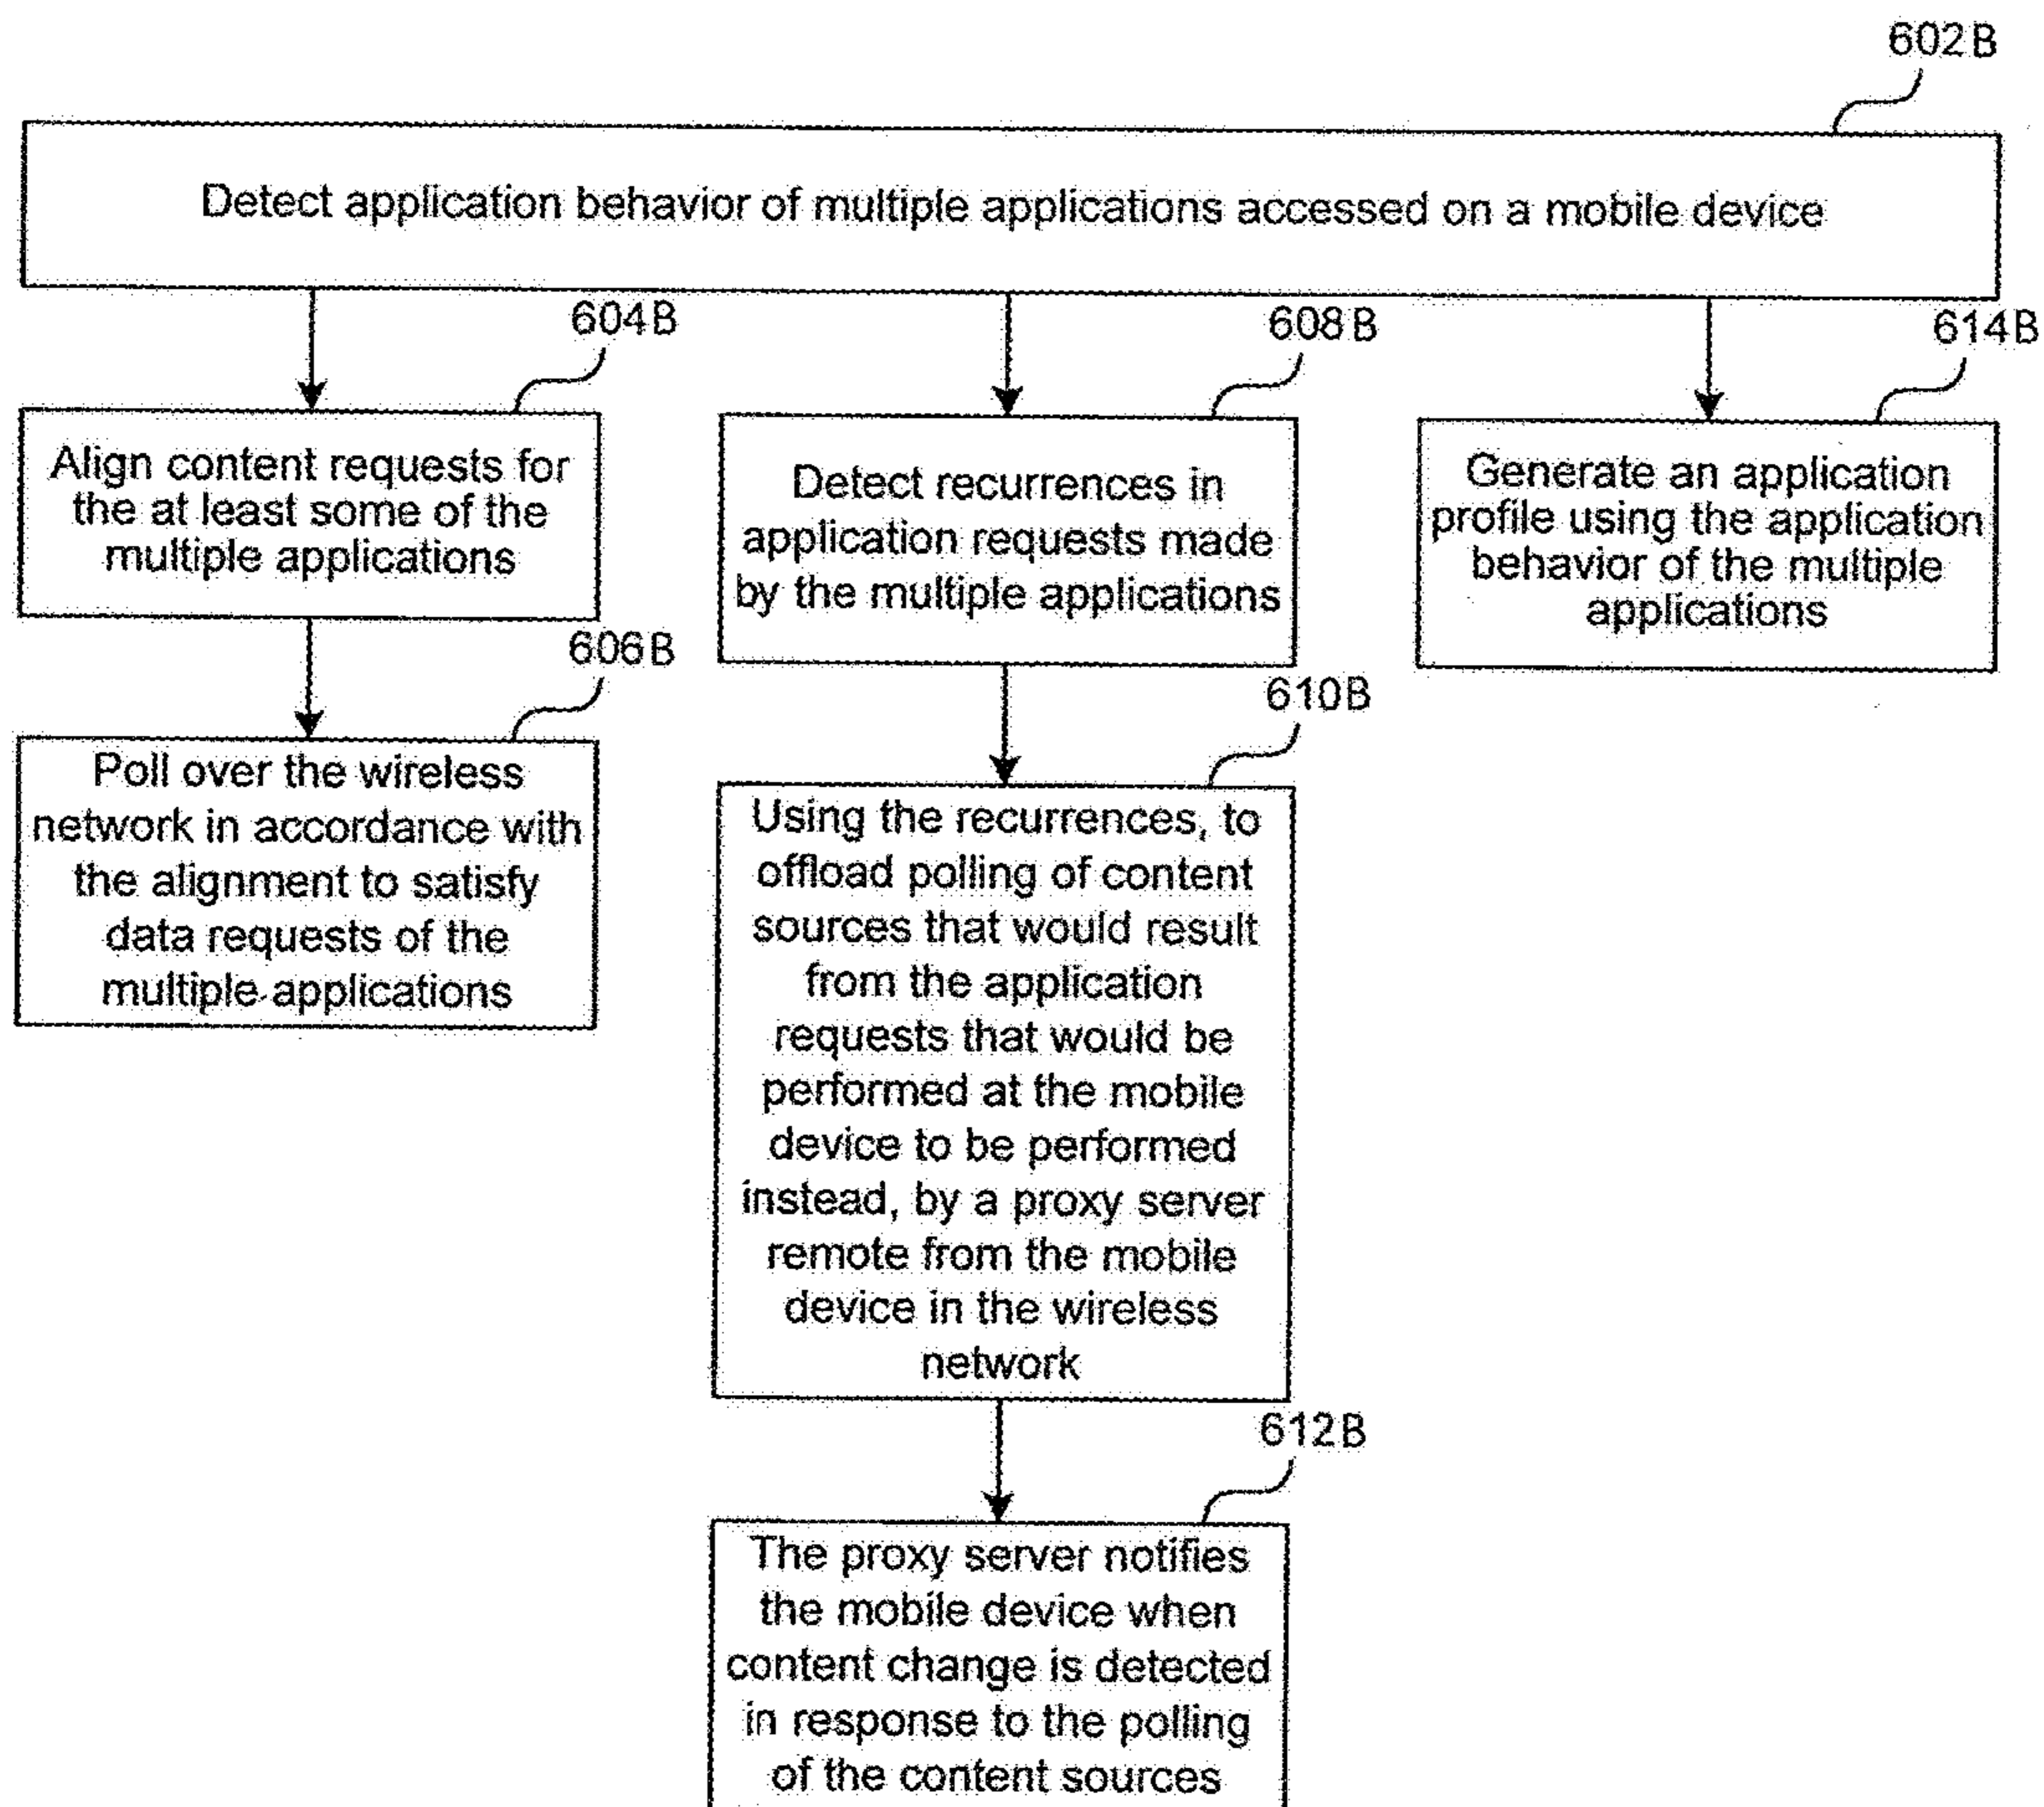 602B
Detect application behavior of multiple applications accessed on a mobile device
604B
Align content requests for
the at least some of the
multiple applications
606B
Poll over the wireless
network in accordance with
the alignment to satisfy
data requests of the
multiple applications
608B
Detect recurrences in
application requests made
by the multiple applications
610B
Using the recurrences, to
offload polling of content
sources that would result
from the application
requests that would be
performed at the mobile
device to be performed
instead, by a proxy server
remote from the mobile
device in the wireless
network
612B
The proxy server notifies
the mobile device when
content change is detected
in response to the polling
of the content sources
614B
Generate an application
profile using the application
behavior of the multiple
applications